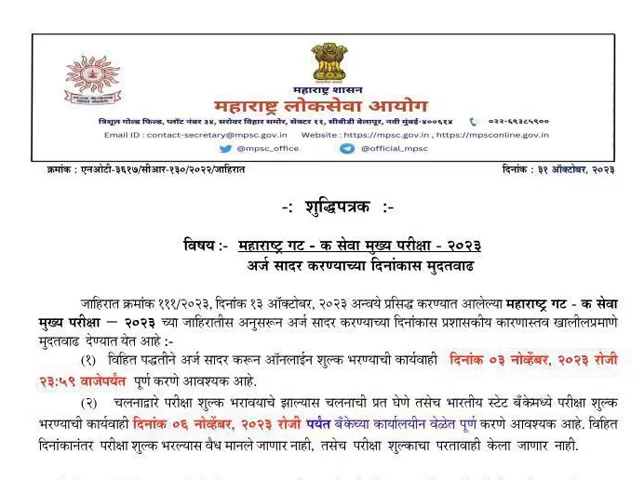 महाराष्ट्र शासन
महाराष्ट्र लोकसेवा आयोग
त्रिशूल गोल्ड फिल्ड, प्लॉट नंबर ३४, सरोवर विहार समोर, सेक्टर ११, सीबीडी बेलापूर, नवी मुंबई-४००६१४ ०२२-६९३८५९००
Email ID : contact-secretary@mpsc.gov.in Website : https://mpsc.gov.in , https://mpsconline.gov.in
@mpsc_office @official_mpsc
क्रमांक : एनओटी-३६१७/सीआर-१३०/२०२२/जाहिरात दिनांक : ३१ ऑक्टोबर, २०२३
-: शुद्धिपत्रक :-
विषय :- महाराष्ट्र गट - क सेवा मुख्य परीक्षा - २०२३
अर्ज सादर करण्याच्या दिनांकास मुदतवाढ
जाहिरात क्रमांक १११/२०२३, दिनांक १३ ऑक्टोबर, २०२३ अन्वये प्रसिद्ध करण्यात आलेल्या महाराष्ट्र गट - क सेवा
मुख्य परीक्षा – २०२३ च्या जाहिरातीस अनुसरून अर्ज सादर करण्याच्या दिनांकास प्रशासकीय कारणास्तव खालीलप्रमाणे
मुदतवाढ देण्यात येत आहे :-
(१) विहित पद्धतीने अर्ज सादर करून ऑनलाईन शुल्क भरण्याची कार्यवाही दिनांक ०३ नोव्हेंबर, २०२३ रोजी
२३:५९ वाजेपर्यंत पूर्ण करणे आवश्यक आहे.
(२) चलनाद्वारे परीक्षा शुल्क भरावयाचे झाल्यास चलनाची प्रत घेणे तसेच भारतीय स्टेट बँकेमध्ये परीक्षा शुल्क
भरण्याची कार्यवाही दिनांक ०६ नोव्हेंबर, २०२३ रोजी पर्यंत बँकेच्या कार्यालयीन वेळेत पूर्ण करणे आवश्यक आहे. विहित
दिनांकानंतर परीक्षा शुल्क भरल्यास वैध मानले जाणार नाही, तसेच परीक्षा शुल्काचा परतावाही केला जाणार नाही.